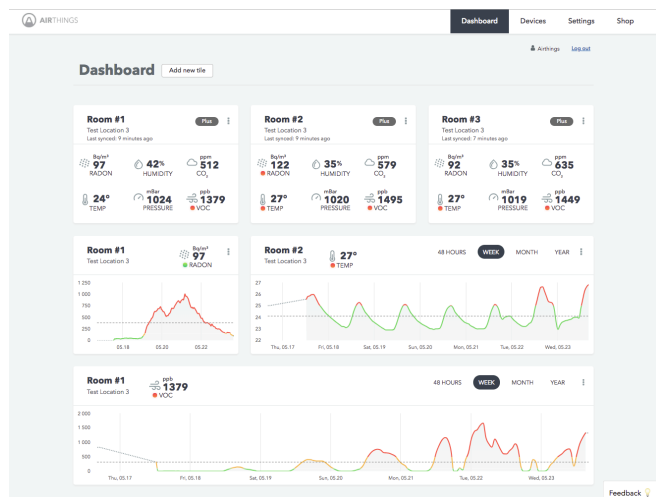 AIRTHINGS
Dashboard Devices Settings Shop
Airthings Log out
Dashboard Add new tile
Room #1 Plus
Test Location 3
Last synced: 9 minutes ago
Bq/m³ 97 RADON
42% HUMIDITY
ppm 512 CO₂
24° TEMP
mBar 1024 PRESSURE
ppb 1379 VOC
Room #2 Plus
Test Location 3
Last synced: 9 minutes ago
Bq/m³ 122 RADON
35% HUMIDITY
ppm 579 CO₂
27° TEMP
mBar 1020 PRESSURE
ppb 1495 VOC
Room #3 Plus
Test Location 3
Last synced: 7 minutes ago
Bq/m³ 92 RADON
35% HUMIDITY
ppm 635 CO₂
27° TEMP
mBar 1019 PRESSURE
ppb 1449 VOC
Room #1
Test Location 3
Bq/m³ 97 RADON
1 250
1 000
750
500
250
0
05.18 05.20 05.22
Room #2
Test Location 3
27° TEMP
48 HOURS WEEK MONTH YEAR
27
26
25
24
23
22
Thu, 05.17 Fri, 05.18 Sat, 05.19 Sun, 05.20 Mon, 05.21 Tue, 05.22 Wed, 05.23
Room #1
Test Location 3
ppb 1379 VOC
48 HOURS WEEK MONTH YEAR
2 000
1 500
1 000
500
0
Thu, 05.17 Fri, 05.18 Sat, 05.19 Sun, 05.20 Mon, 05.21 Tue, 05.22 Wed, 05.23
Feedback